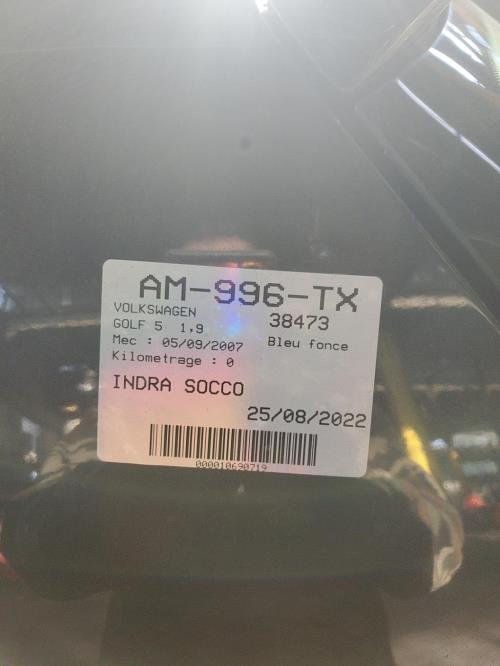 AM-996-TX
VOLKSWAGEN 38473
GOLF 5 1,9
Mec : 05/09/2007 Bleu fonce
Kilometrage : 0
INDRA SOCCO
25/08/2022
000010690719